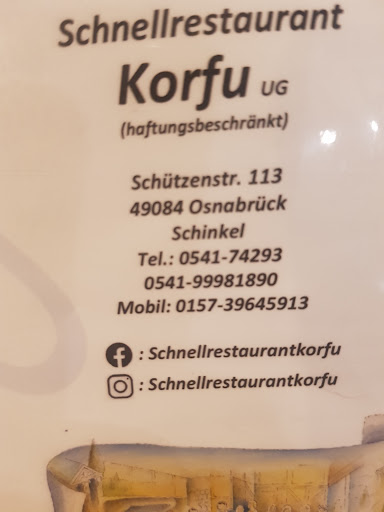 Schnellrestaurant
Korfu UG
(haftungsbeschränkt)
Schützenstr. 113
49084 Osnabrück
Schinkel
Tel.: 0541-74293
0541-99981890
Mobil: 0157-39645913
: Schnellrestaurantkorfu
: Schnellrestaurantkorfu